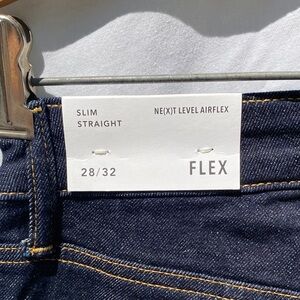 SLIM
STRAIGHT
NE(X)T LEVEL AIRFLEX
28/32
FLEX